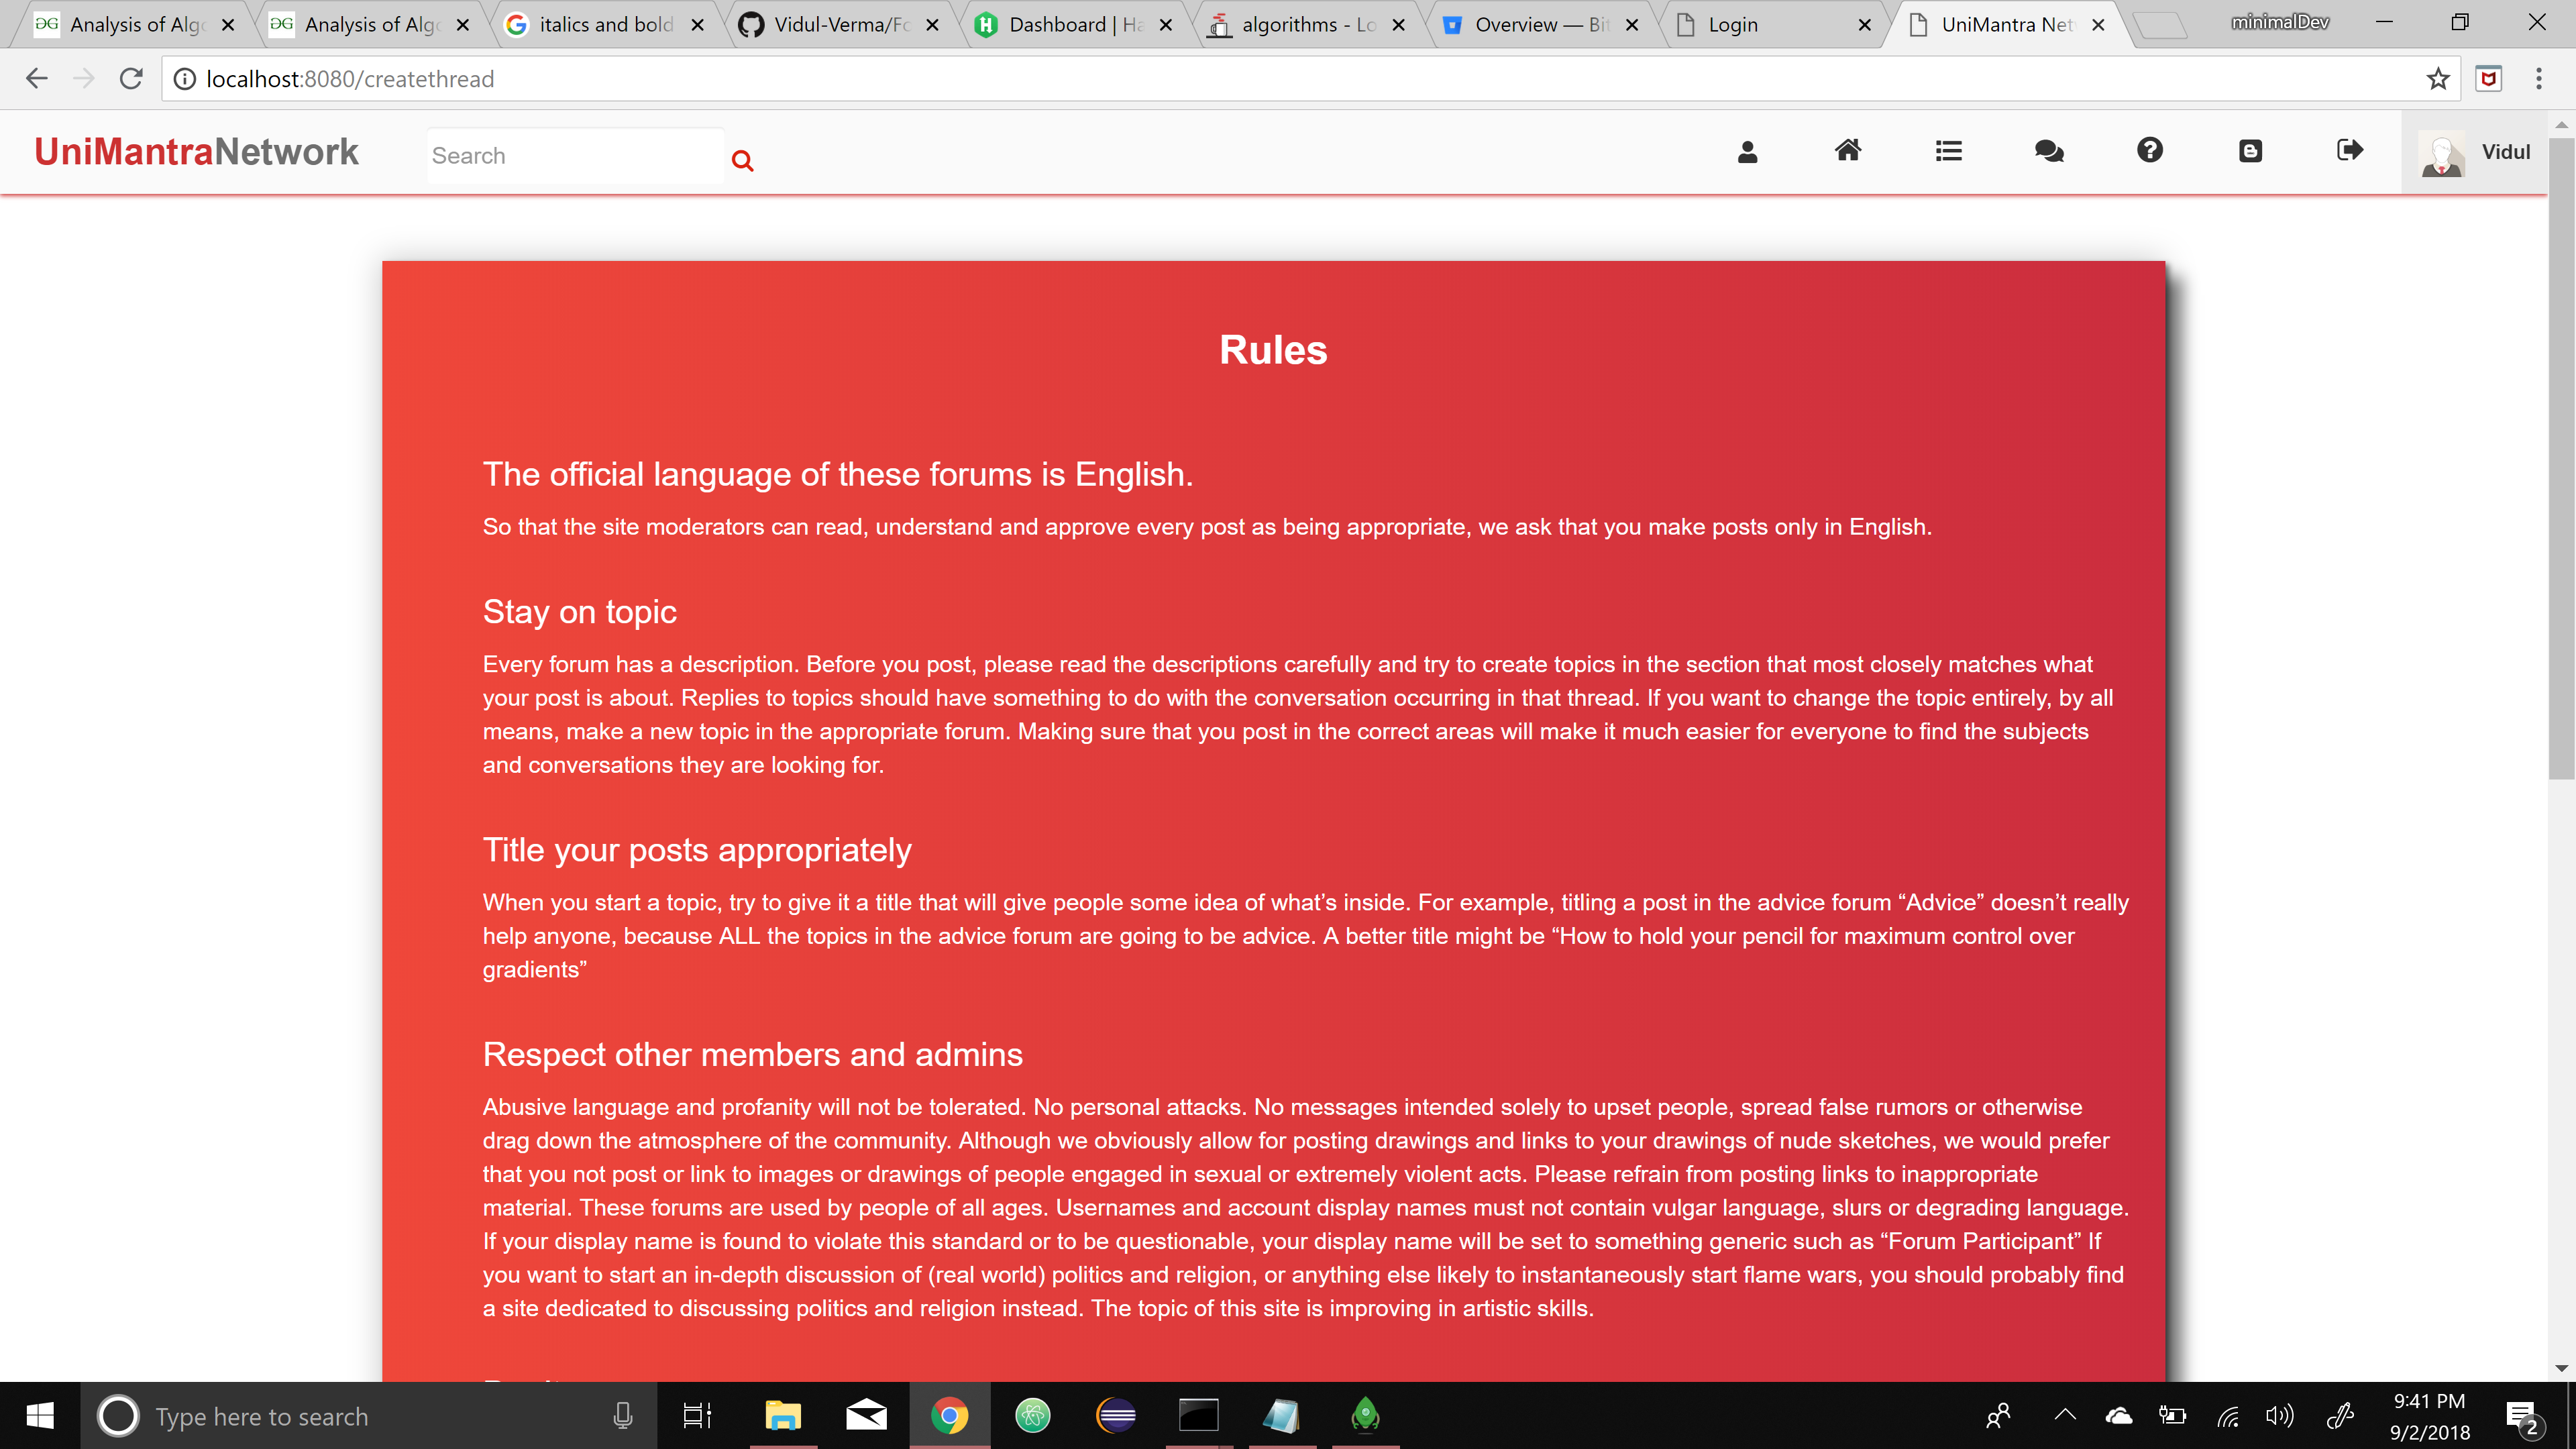 Analysis of Algo
Analysis of Algo
italics and bold
Vidul-Verma/Fo
Dashboard | Ha
algorithms - Lo
Overview — Bit
Login
UniMantra Net
minimalDev
localhost:8080/createthread
UniMantraNetwork
Search
Vidul
Rules
The official language of these forums is English.
So that the site moderators can read, understand and approve every post as being appropriate, we ask that you make posts only in English.
Stay on topic
Every forum has a description. Before you post, please read the descriptions carefully and try to create topics in the section that most closely matches what
your post is about. Replies to topics should have something to do with the conversation occurring in that thread. If you want to change the topic entirely, by all
means, make a new topic in the appropriate forum. Making sure that you post in the correct areas will make it much easier for everyone to find the subjects
and conversations they are looking for.
Title your posts appropriately
When you start a topic, try to give it a title that will give people some idea of what’s inside. For example, titling a post in the advice forum “Advice” doesn’t really
help anyone, because ALL the topics in the advice forum are going to be advice. A better title might be “How to hold your pencil for maximum control over
gradients”
Respect other members and admins
Abusive language and profanity will not be tolerated. No personal attacks. No messages intended solely to upset people, spread false rumors or otherwise
drag down the atmosphere of the community. Although we obviously allow for posting drawings and links to your drawings of nude sketches, we would prefer
that you not post or link to images or drawings of people engaged in sexual or extremely violent acts. Please refrain from posting links to inappropriate
material. These forums are used by people of all ages. Usernames and account display names must not contain vulgar language, slurs or degrading language.
If your display name is found to violate this standard or to be questionable, your display name will be set to something generic such as “Forum Participant” If
you want to start an in-depth discussion of (real world) politics and religion, or anything else likely to instantaneously start flame wars, you should probably find
a site dedicated to discussing politics and religion instead. The topic of this site is improving in artistic skills.
Type here to search
9:41 PM
9/2/2018
2